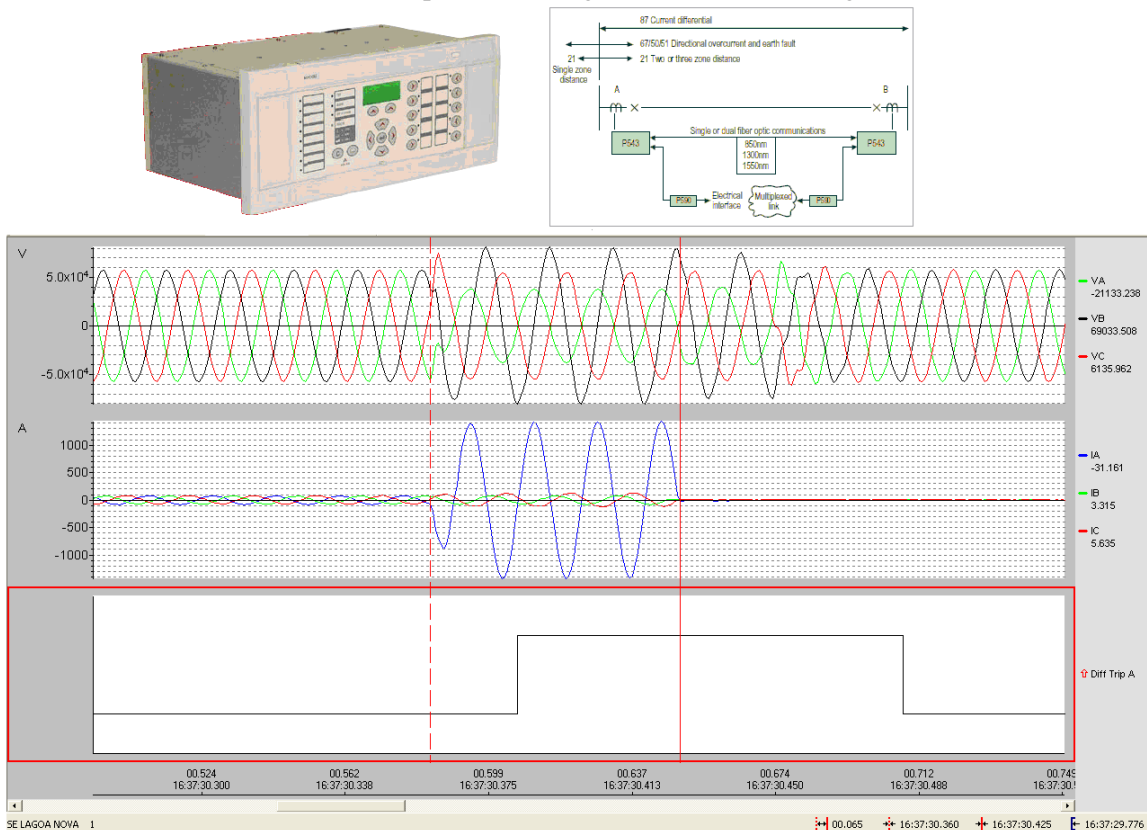 87 Current differential
67/50/51 Directional overcurrent and earth fault
21
21 Two or three zone distance
Single zone
distance
A
B
Single or dual fiber optic communications
P543
850nm
1300nm
1550nm
P543
Electrical
interface
Multiplexed
link
V
5.0x10⁴
0
-5.0x10⁴
VA
-21133.238
VB
69033.508
VC
6135.962
A
1000
500
0
-500
-1000
IA
-31.161
IB
3.315
IC
5.635
Diff Trip A
00.524
16:37:30.300
00.562
16:37:30.338
00.599
16:37:30.375
00.637
16:37:30.413
00.674
16:37:30.450
00.712
16:37:30.488
00.749
SE LAGOA NOVA 1
00.065
16:37:30.360
16:37:30.425
16:37:29.776